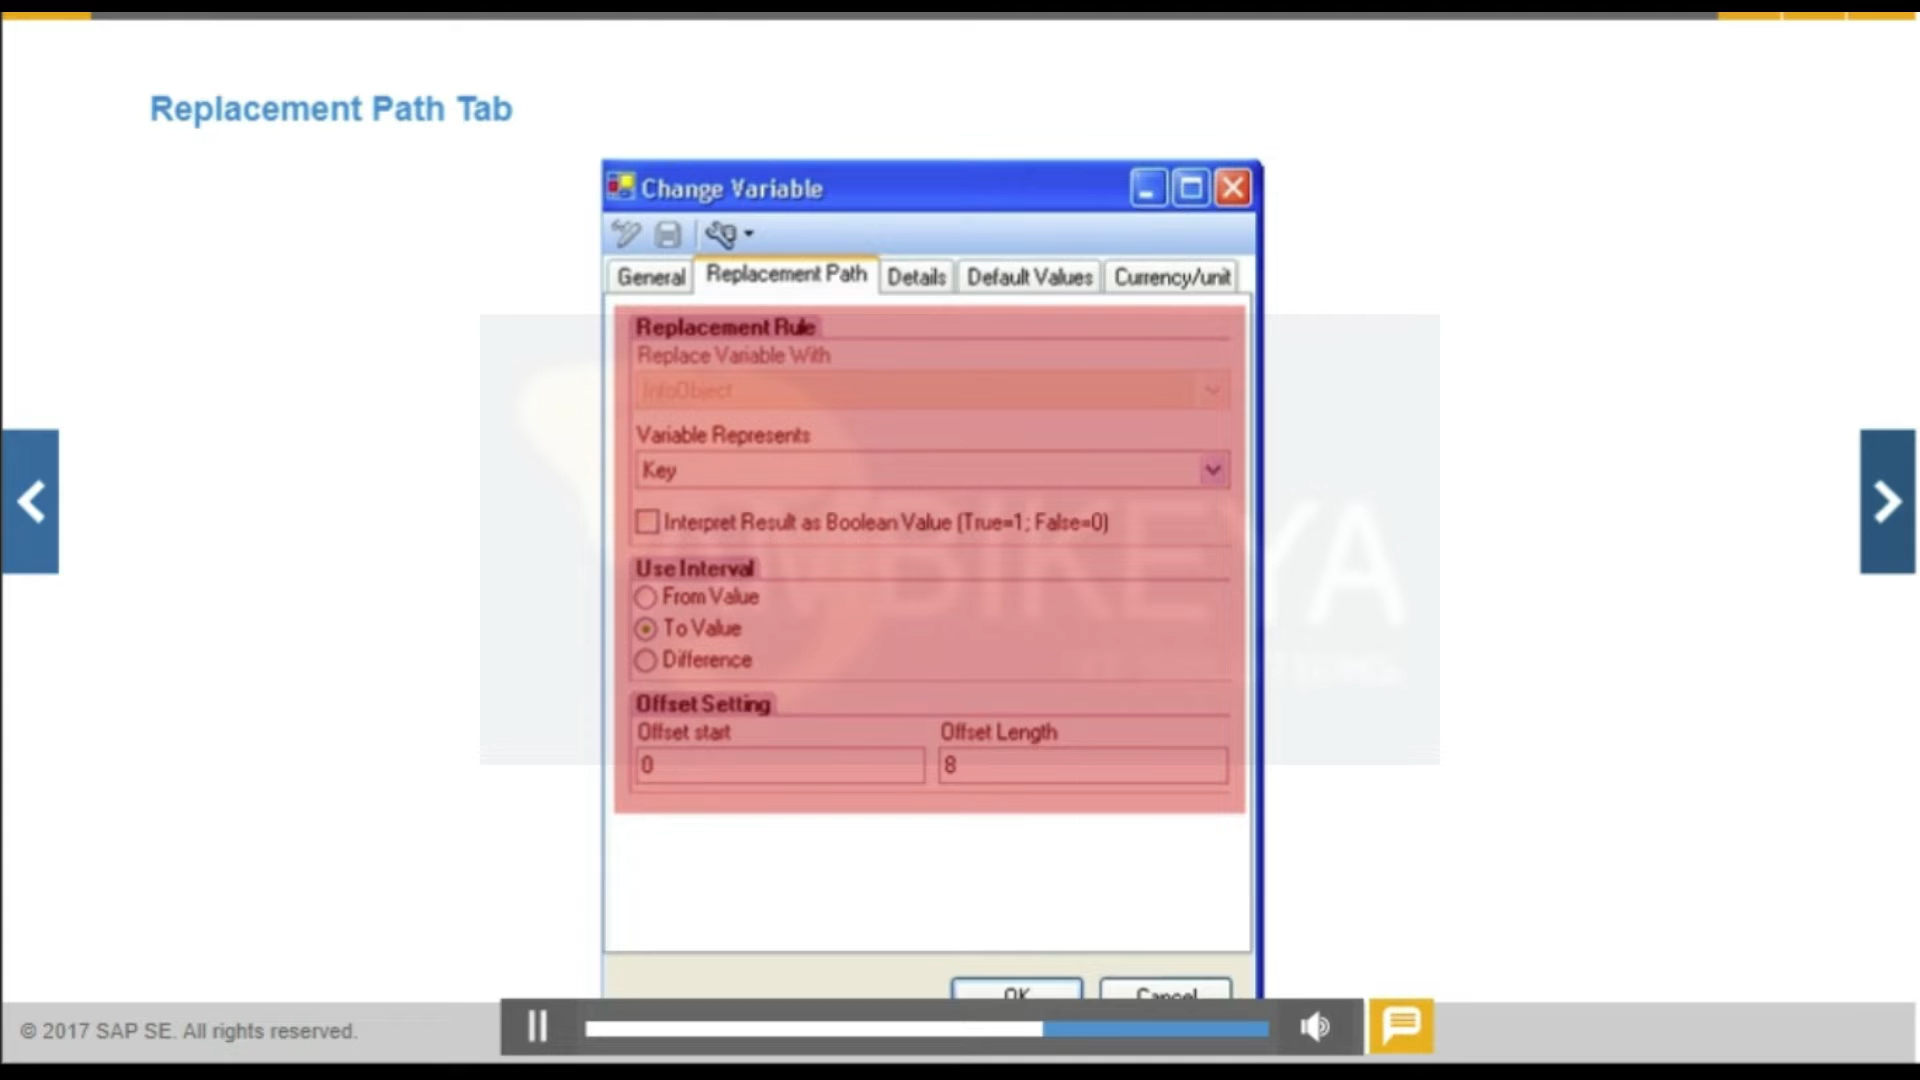 Replacement Path Tab
Change Variable
General Replacement Path Details Default Values Currency/unit
Replacement Rule
Replace Variable With
InfoObject
Variable Represents
Key
Interpret Result as Boolean Value (True=1; False=0)
Use Interval
From Value
To Value
Difference
Offset Setting
Offset start Offset Length
0 8
OK Cancel
BIKEYA
© 2017 SAP SE. All rights reserved.